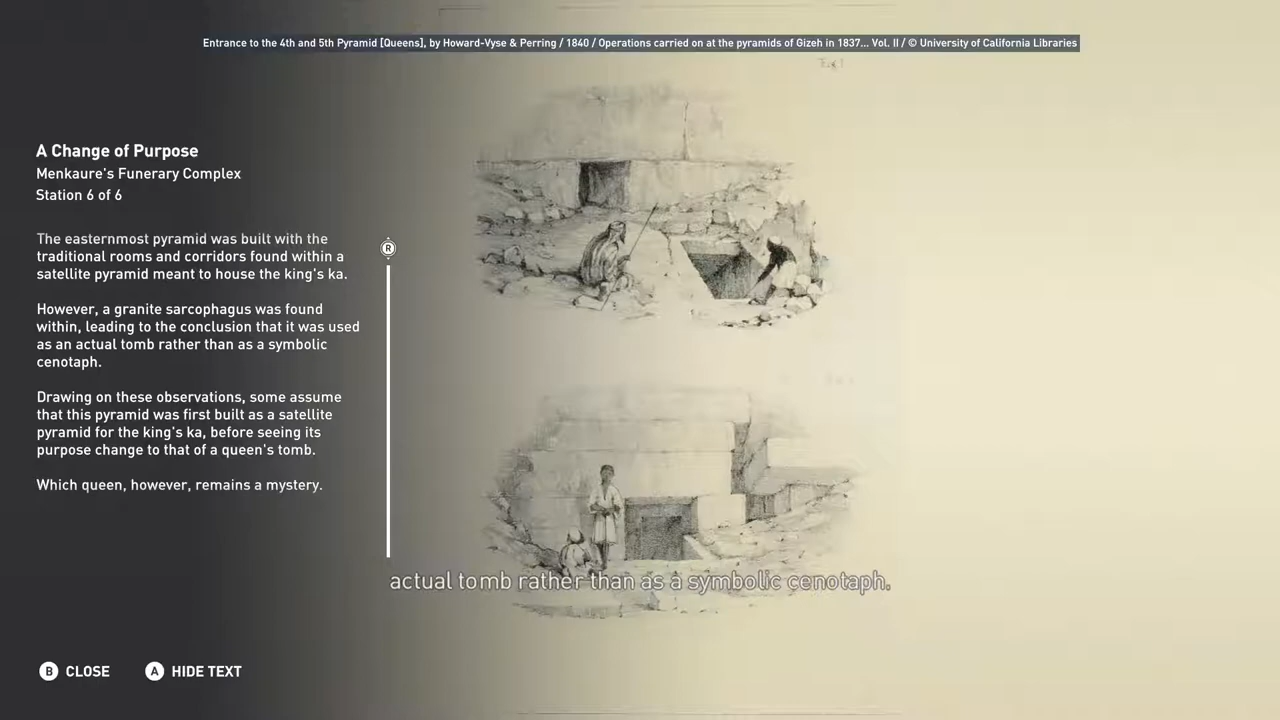 Entrance to the 4th and 5th Pyramid [Queens], by Howard-Vyse & Perring / 1840 / Operations carried on at the pyramids of Gizeh in 1837... Vol. II / © University of California Libraries
A Change of Purpose
Menkaure's Funerary Complex
Station 6 of 6
The easternmost pyramid was built with the
traditional rooms and corridors found within a
satellite pyramid meant to house the king's ka.
R
However, a granite sarcophagus was found
within, leading to the conclusion that it was used
as an actual tomb rather than as a symbolic
cenotaph.
Drawing on these observations, some assume
that this pyramid was first built as a satellite
pyramid for the king's ka, before seeing its
purpose change to that of a queen's tomb.
Which queen, however, remains a mystery.
actual tomb rather than as a symbolic cenotaph.
B CLOSE
A HIDE TEXT